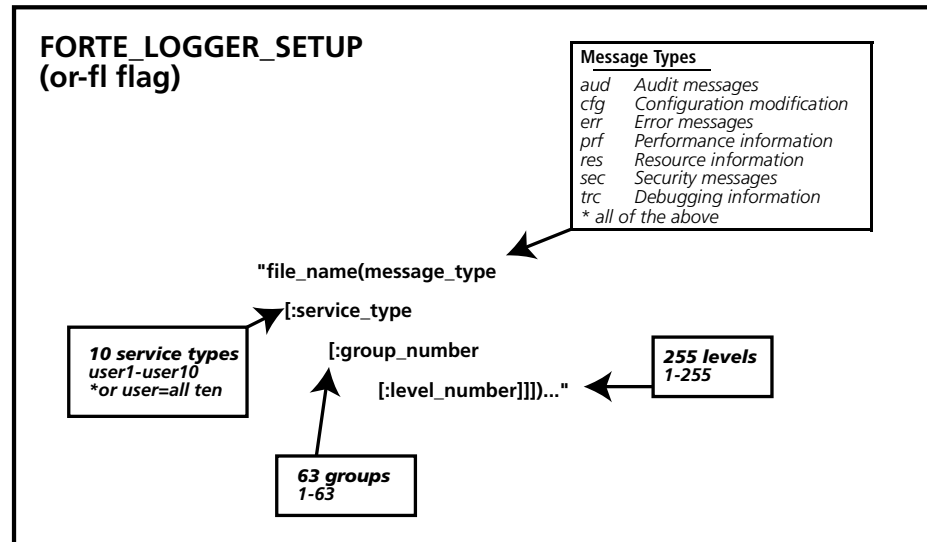 FORTE_LOGGER_SETUP
(or-fl flag)
Message Types
aud Audit messages
cfg Configuration modification
err Error messages
prf Performance information
res Resource information
sec Security messages
trc Debugging information
* all of the above
"file_name(message_type
[:service_type
10 service types
user1-user10
*or user=all ten
[:group_number
[:level_number]]])..."
255 levels
1-255
63 groups
1-63